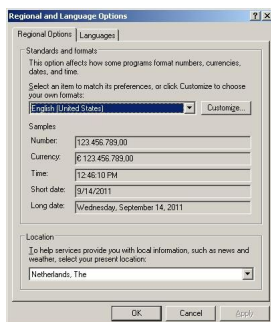 Regional and Language Options
Regional Options Languages
Standards and formats
This option affects how some programs format numbers, currencies,
dates, and time.
Select an item to match its preferences, or click Customize to choose
your own formats:
English (United States) Customize...
Samples
Number: 123.456.789,00
Currency: € 123.456.789,00
Time: 12:46:10 PM
Short date: 9/14/2011
Long date: Wednesday, September 14, 2011
Location
To help services provide you with local information, such as news and
weather, select your present location:
Netherlands, The
OK Cancel Apply